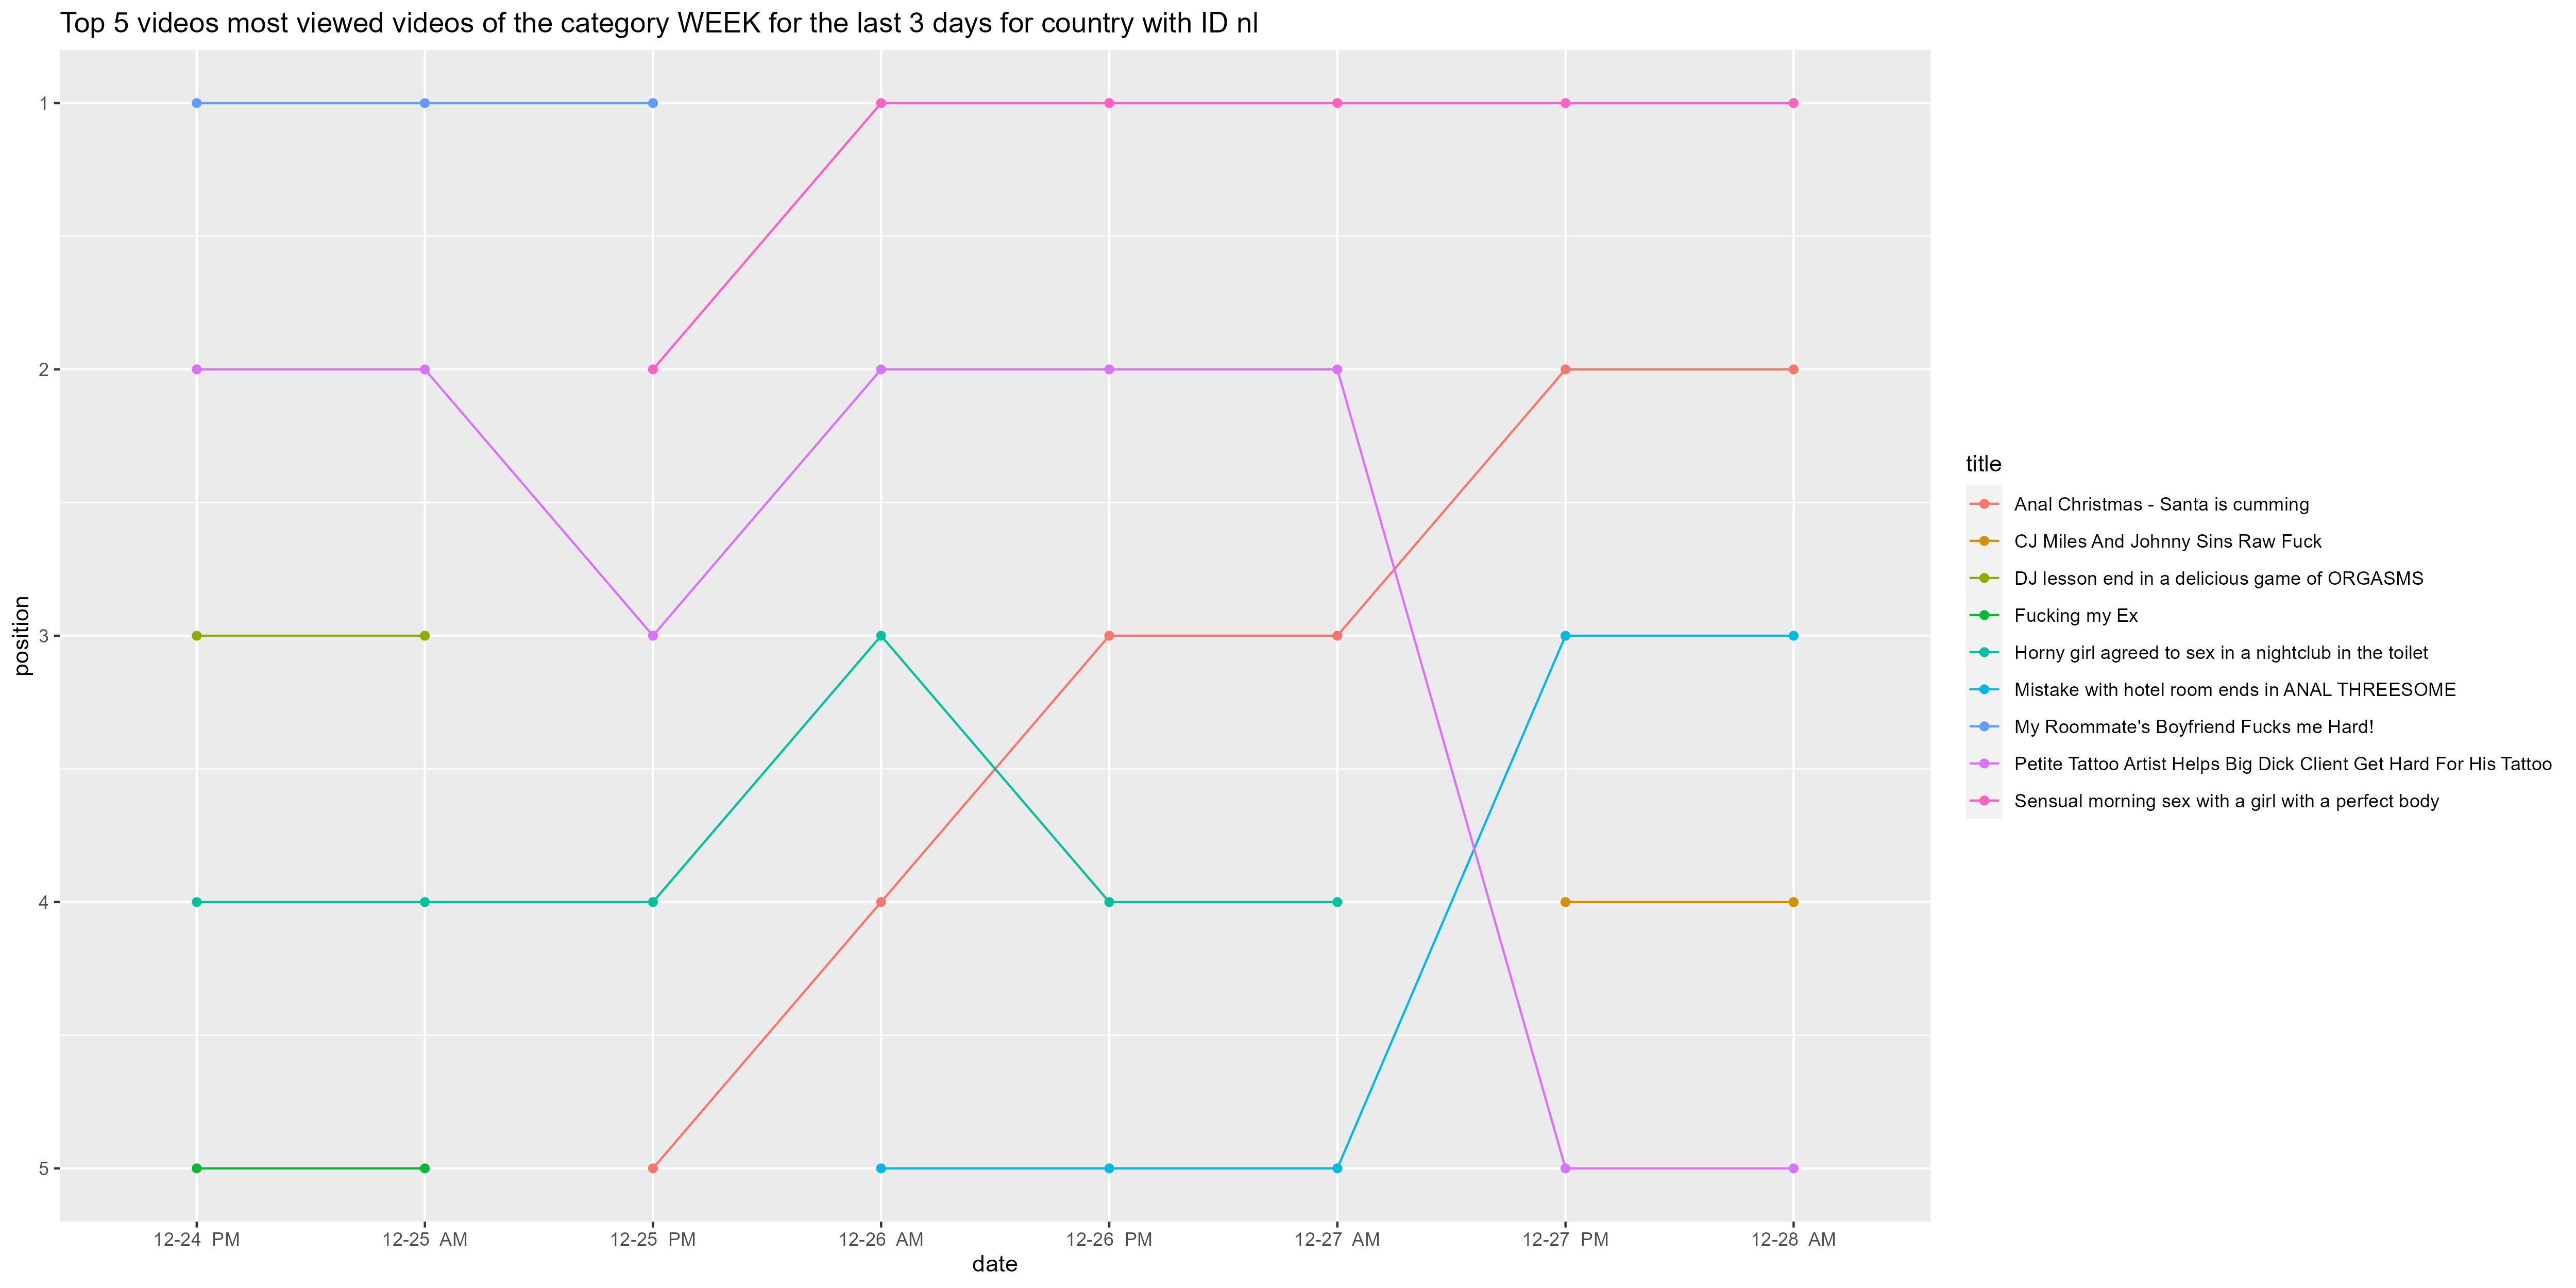 Top 5 videos most viewed videos of the category WEEK for the last 3 days for country with ID nl
position
1
2
3
4
5
12-24 PM
12-25 AM
12-25 PM
12-26 AM
12-26 PM
12-27 AM
12-27 PM
12-28 AM
date
title
Anal Christmas - Santa is cumming
CJ Miles And Johnny Sins Raw Fuck
DJ lesson end in a delicious game of ORGASMS
Fucking my Ex
Horny girl agreed to sex in a nightclub in the toilet
Mistake with hotel room ends in ANAL THREESOME
My Roommate's Boyfriend Fucks me Hard!
Petite Tattoo Artist Helps Big Dick Client Get Hard For His Tattoo
Sensual morning sex with a girl with a perfect body